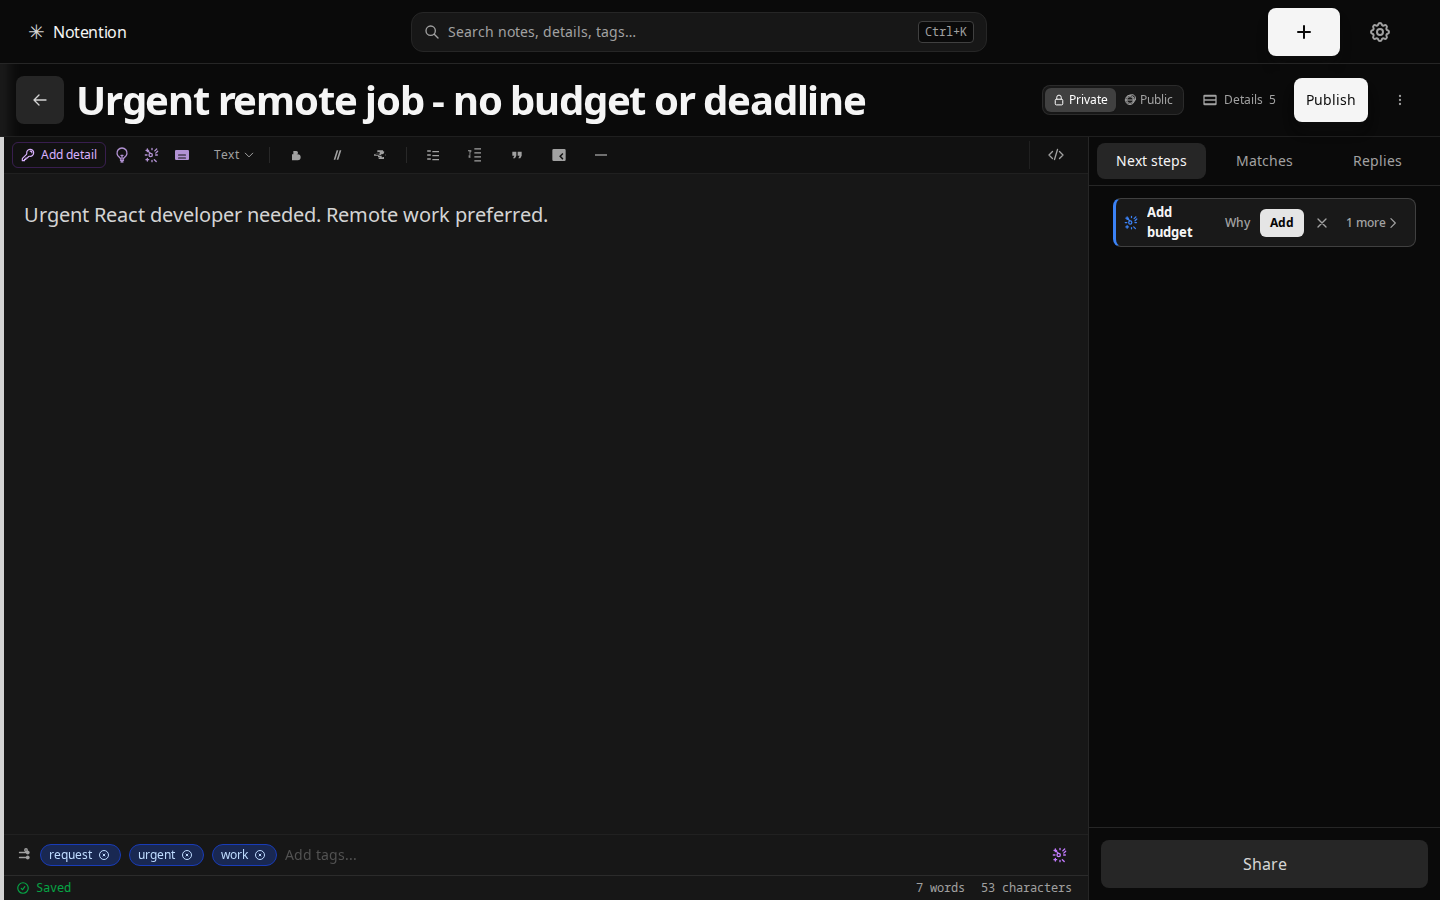 Notention
Search notes, details, tags...
Ctrl+K
Urgent remote job - no budget or deadline
Private
Public
Details 5
Publish
Add detail
Text
Next steps
Matches
Replies
Urgent React developer needed. Remote work preferred.
Add budget
Why
Add
1 more
request
urgent
work
Add tags...
Share
Saved
7 words
53 characters